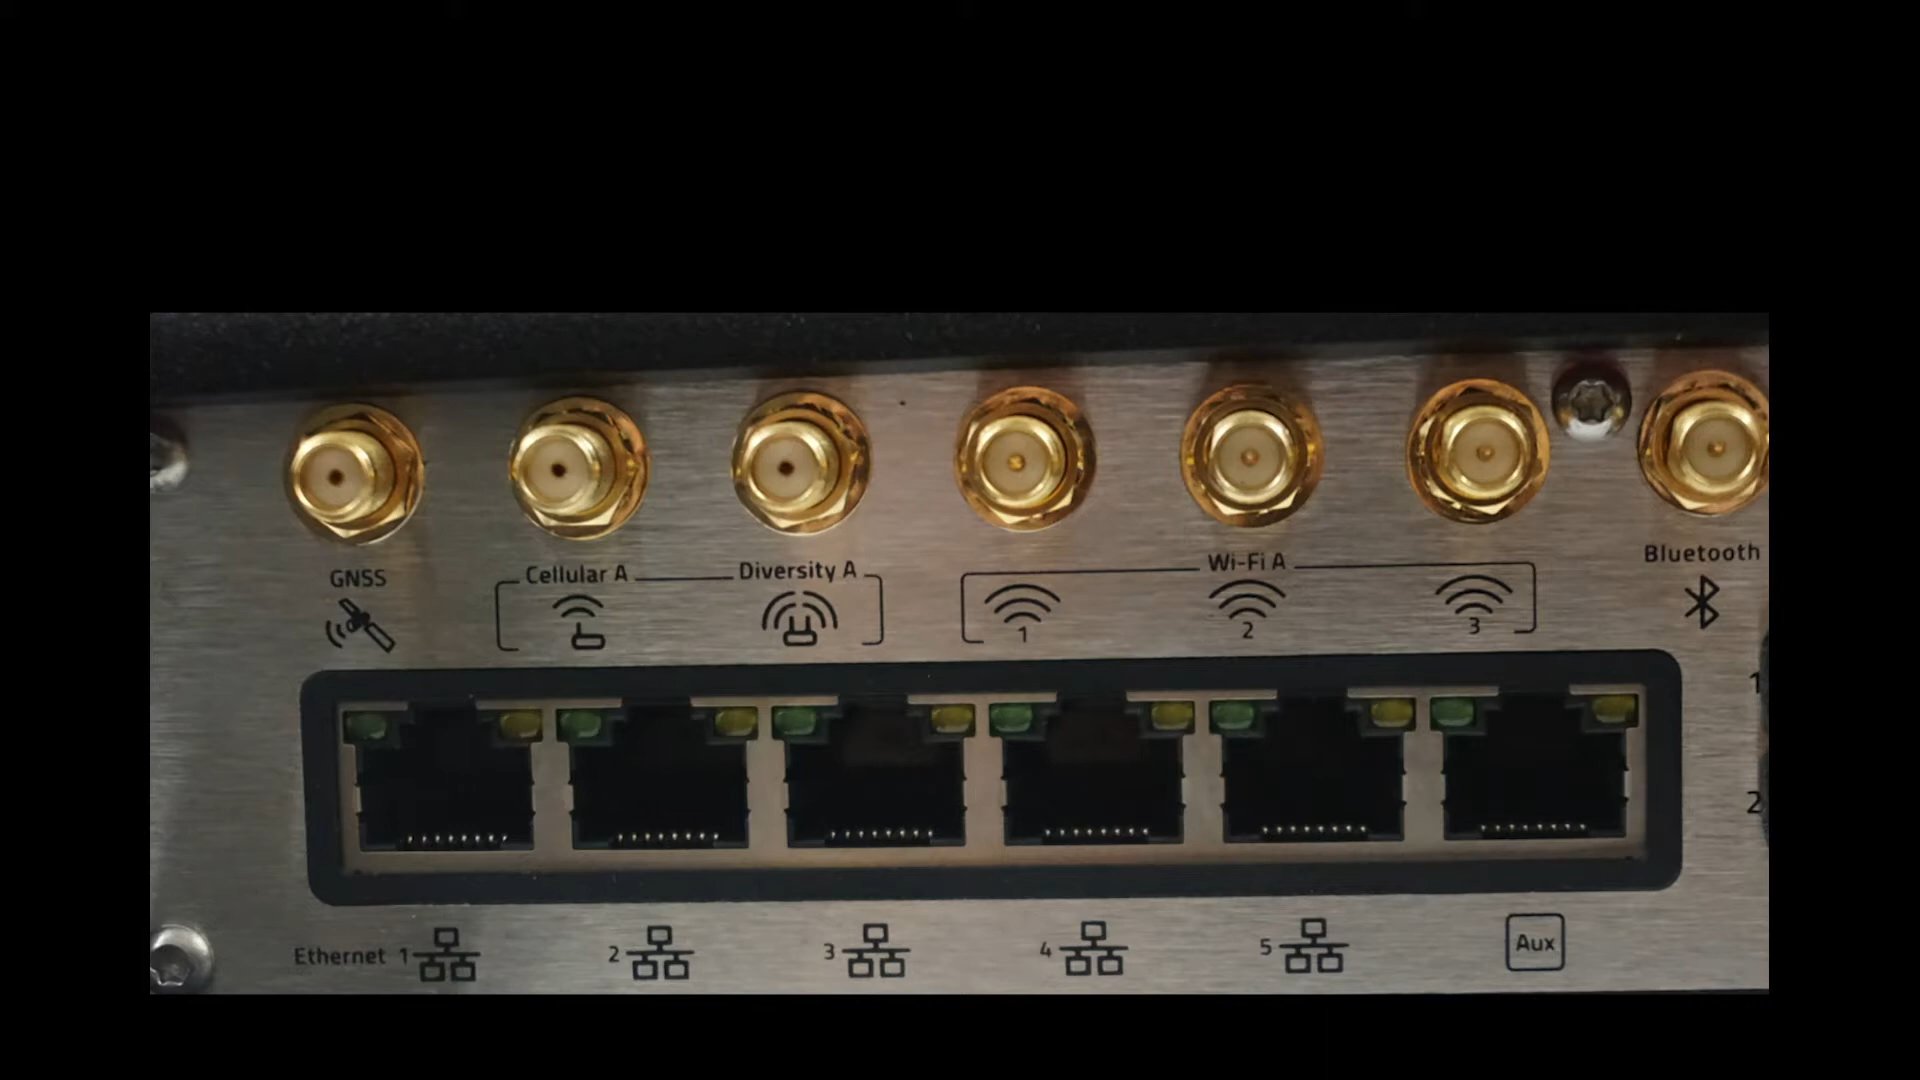 GNSS
Cellular A
Diversity A
Wi-Fi A
Bluetooth
1
2
3
1
2
Ethernet 1
2
3
4
5
Aux